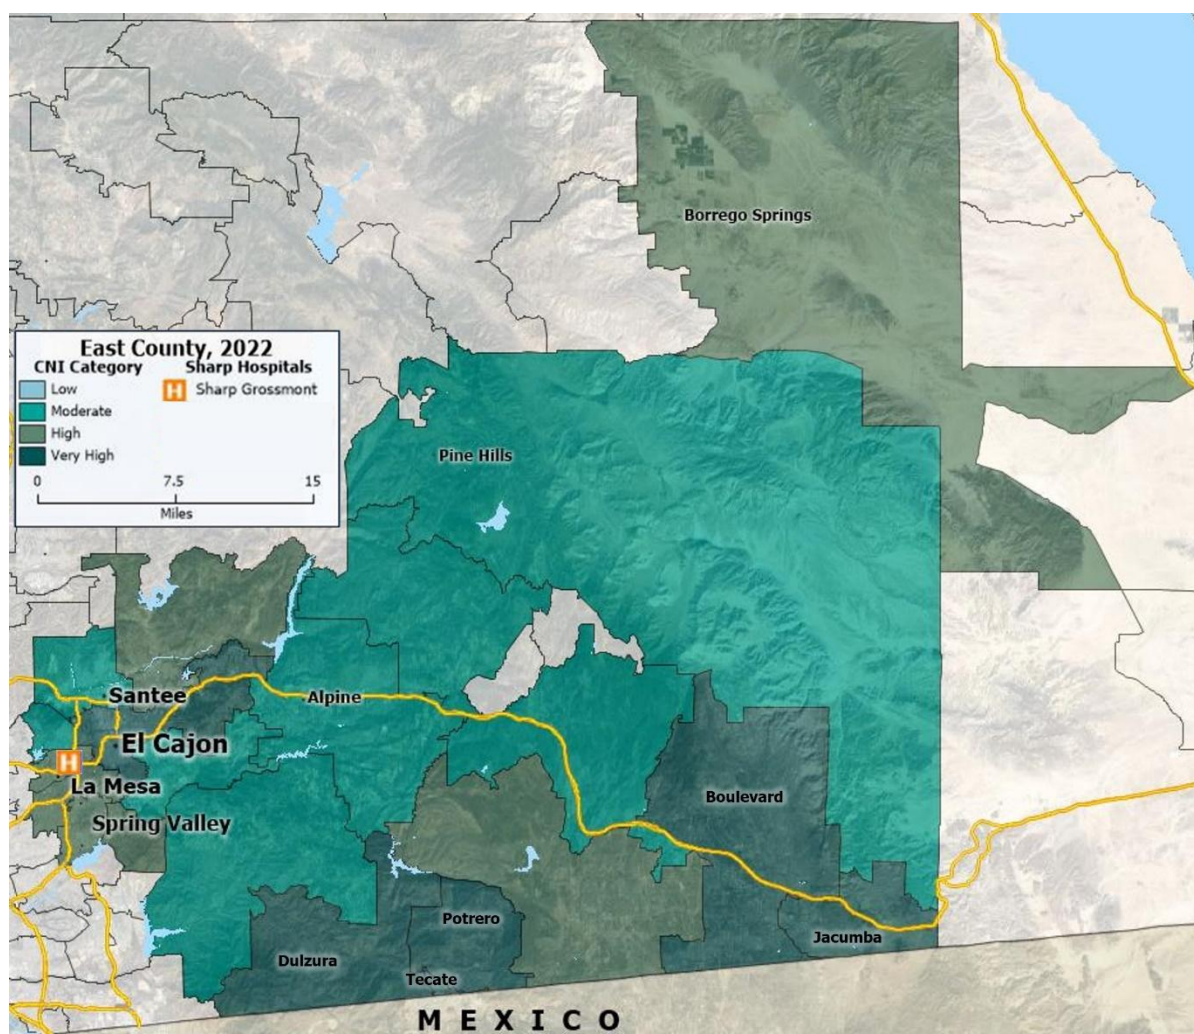 Borrego Springs
East County, 2022
CNI Category
Sharp Hospitals
Low
H Sharp Grossmont
Moderate
High
Very High
0 7.5 15
Miles
Pine Hills
Santee
Alpine
El Cajon
H
La Mesa
Boulevard
Spring Valley
Potrero
Jacumba
Dulzura
Tecate
MEXICO